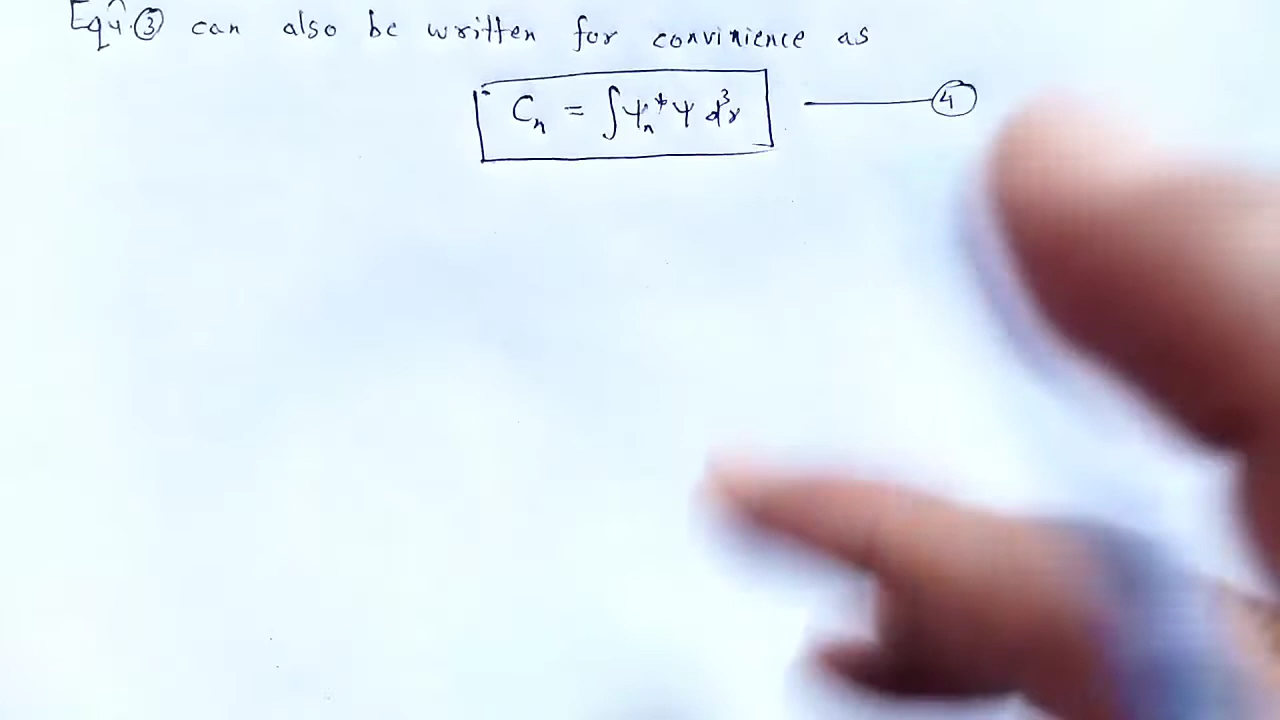 Eqⁿ.③ can also be written for convinience as
Cₙ = ∫ψₙ*ψ d³r ——— ④